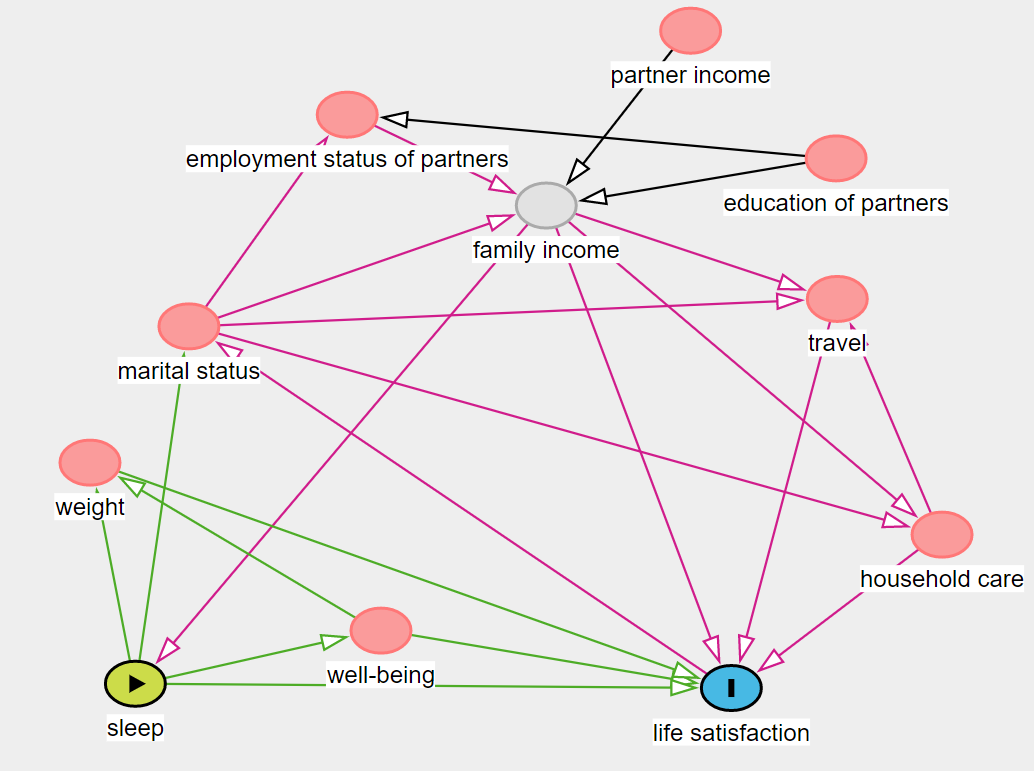 partner income
employment status of partners
education of partners
family income
travel
marital status
weight
household care
well-being
sleep
life satisfaction